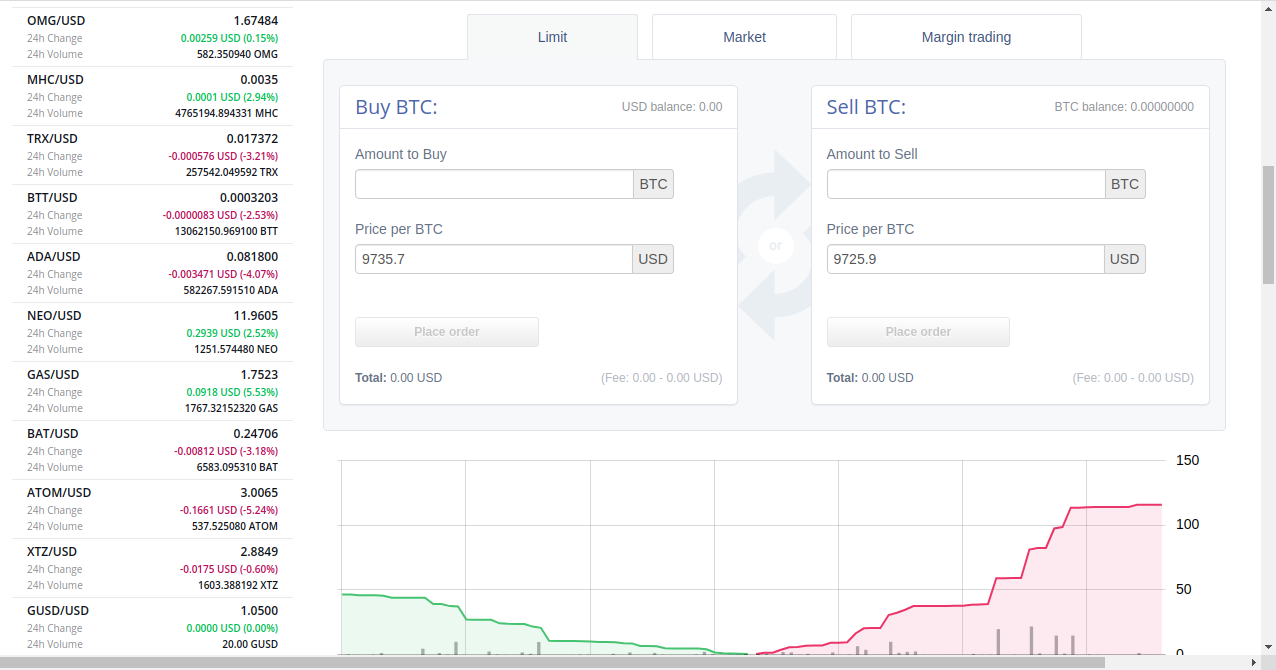 OMG/USD 1.67484
24h Change 0.00259 USD (0.15%)
24h Volume 582.350940 OMG
MHC/USD 0.0035
24h Change 0.0001 USD (2.94%)
24h Volume 4765194.894331 MHC
TRX/USD 0.017372
24h Change -0.000576 USD (-3.21%)
24h Volume 257542.049592 TRX
BTT/USD 0.0003203
24h Change -0.0000083 USD (-2.53%)
24h Volume 13062150.969100 BTT
ADA/USD 0.081800
24h Change -0.003471 USD (-4.07%)
24h Volume 582267.591510 ADA
NEO/USD 11.9605
24h Change 0.2939 USD (2.52%)
24h Volume 1251.574480 NEO
GAS/USD 1.7523
24h Change 0.0918 USD (5.53%)
24h Volume 1767.32152320 GAS
BAT/USD 0.24706
24h Change -0.00812 USD (-3.18%)
24h Volume 6583.095310 BAT
ATOM/USD 3.0065
24h Change -0.1661 USD (-5.24%)
24h Volume 537.525080 ATOM
XTZ/USD 2.8849
24h Change -0.0175 USD (-0.60%)
24h Volume 1603.388192 XTZ
GUSD/USD 1.0500
24h Change 0.0000 USD (0.00%)
24h Volume 20.00 GUSD
Limit Market Margin trading
Buy BTC: USD balance: 0.00
Amount to Buy
BTC
Price per BTC
9735.7 USD
Place order
Total: 0.00 USD (Fee: 0.00 - 0.00 USD)
or
Sell BTC: BTC balance: 0.00000000
Amount to Sell
BTC
Price per BTC
9725.9 USD
Place order
Total: 0.00 USD (Fee: 0.00 - 0.00 USD)
150
100
50
0